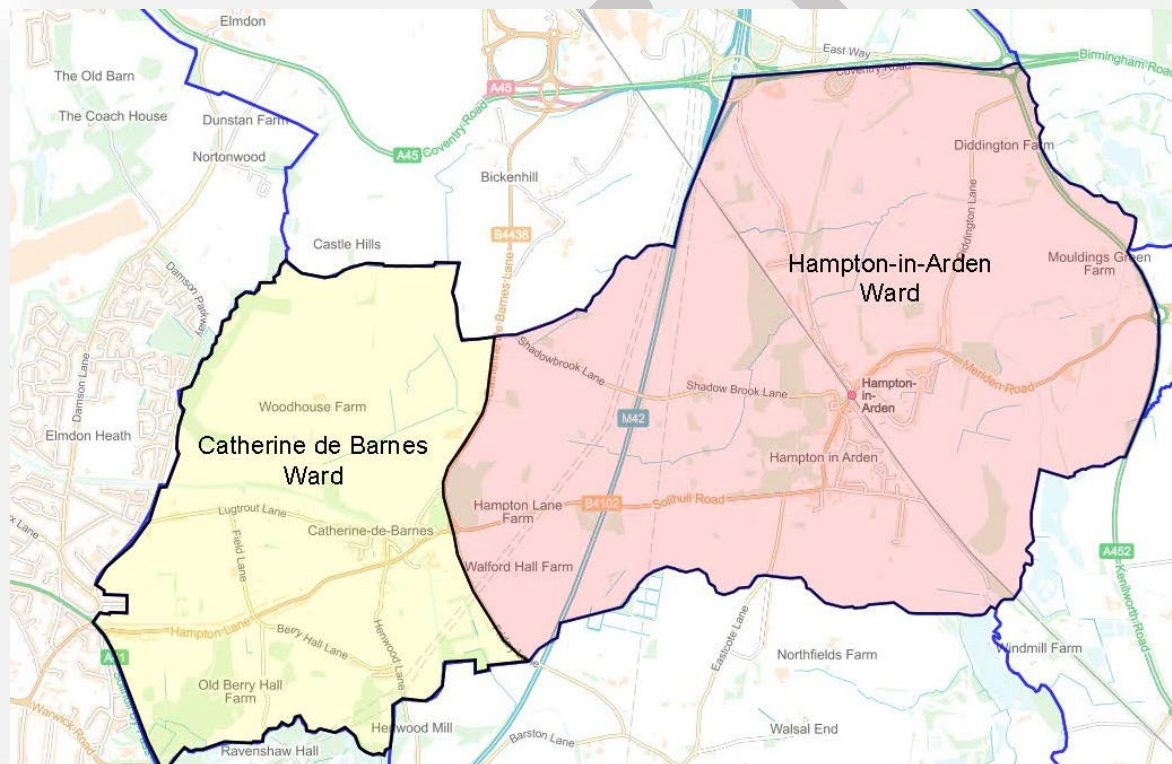 Elmdon
The Old Barn
The Coach House
Dunstan Farm
Nortonwood
A45
Coventry Road
A45
Coventry Road
East Way
Birmingham Road
Bickenhill
B4438
Castle Hills
Damson Parkway
Damson Lane
Elmdon Heath
Diddington Farm
Diddington Lane
Mouldings Green
Farm
Hampton-in-Arden
Ward
Shadowbrook Lane
Shadow Brook Lane
Meriden Road
Hampton-
in-
Arden
M42
Woodhouse Farm
Catherine de Barnes
Ward
Hampton in Arden
Hampton Lane
Farm
B4102
Solihull Road
Lugtrout Lane
Field Lane
Catherine-de-Barnes
Walford Hall Farm
A452
Kenilworth Road
Hampton Lane
Berry Hall Lane
Henwood Lane
Eastcote Lane
Northfields Farm
Windmill Farm
Old Berry Hall
Farm
Warwick Road
Ravenshaw Hall
Henwood Mill
Barston Lane
Walsal End